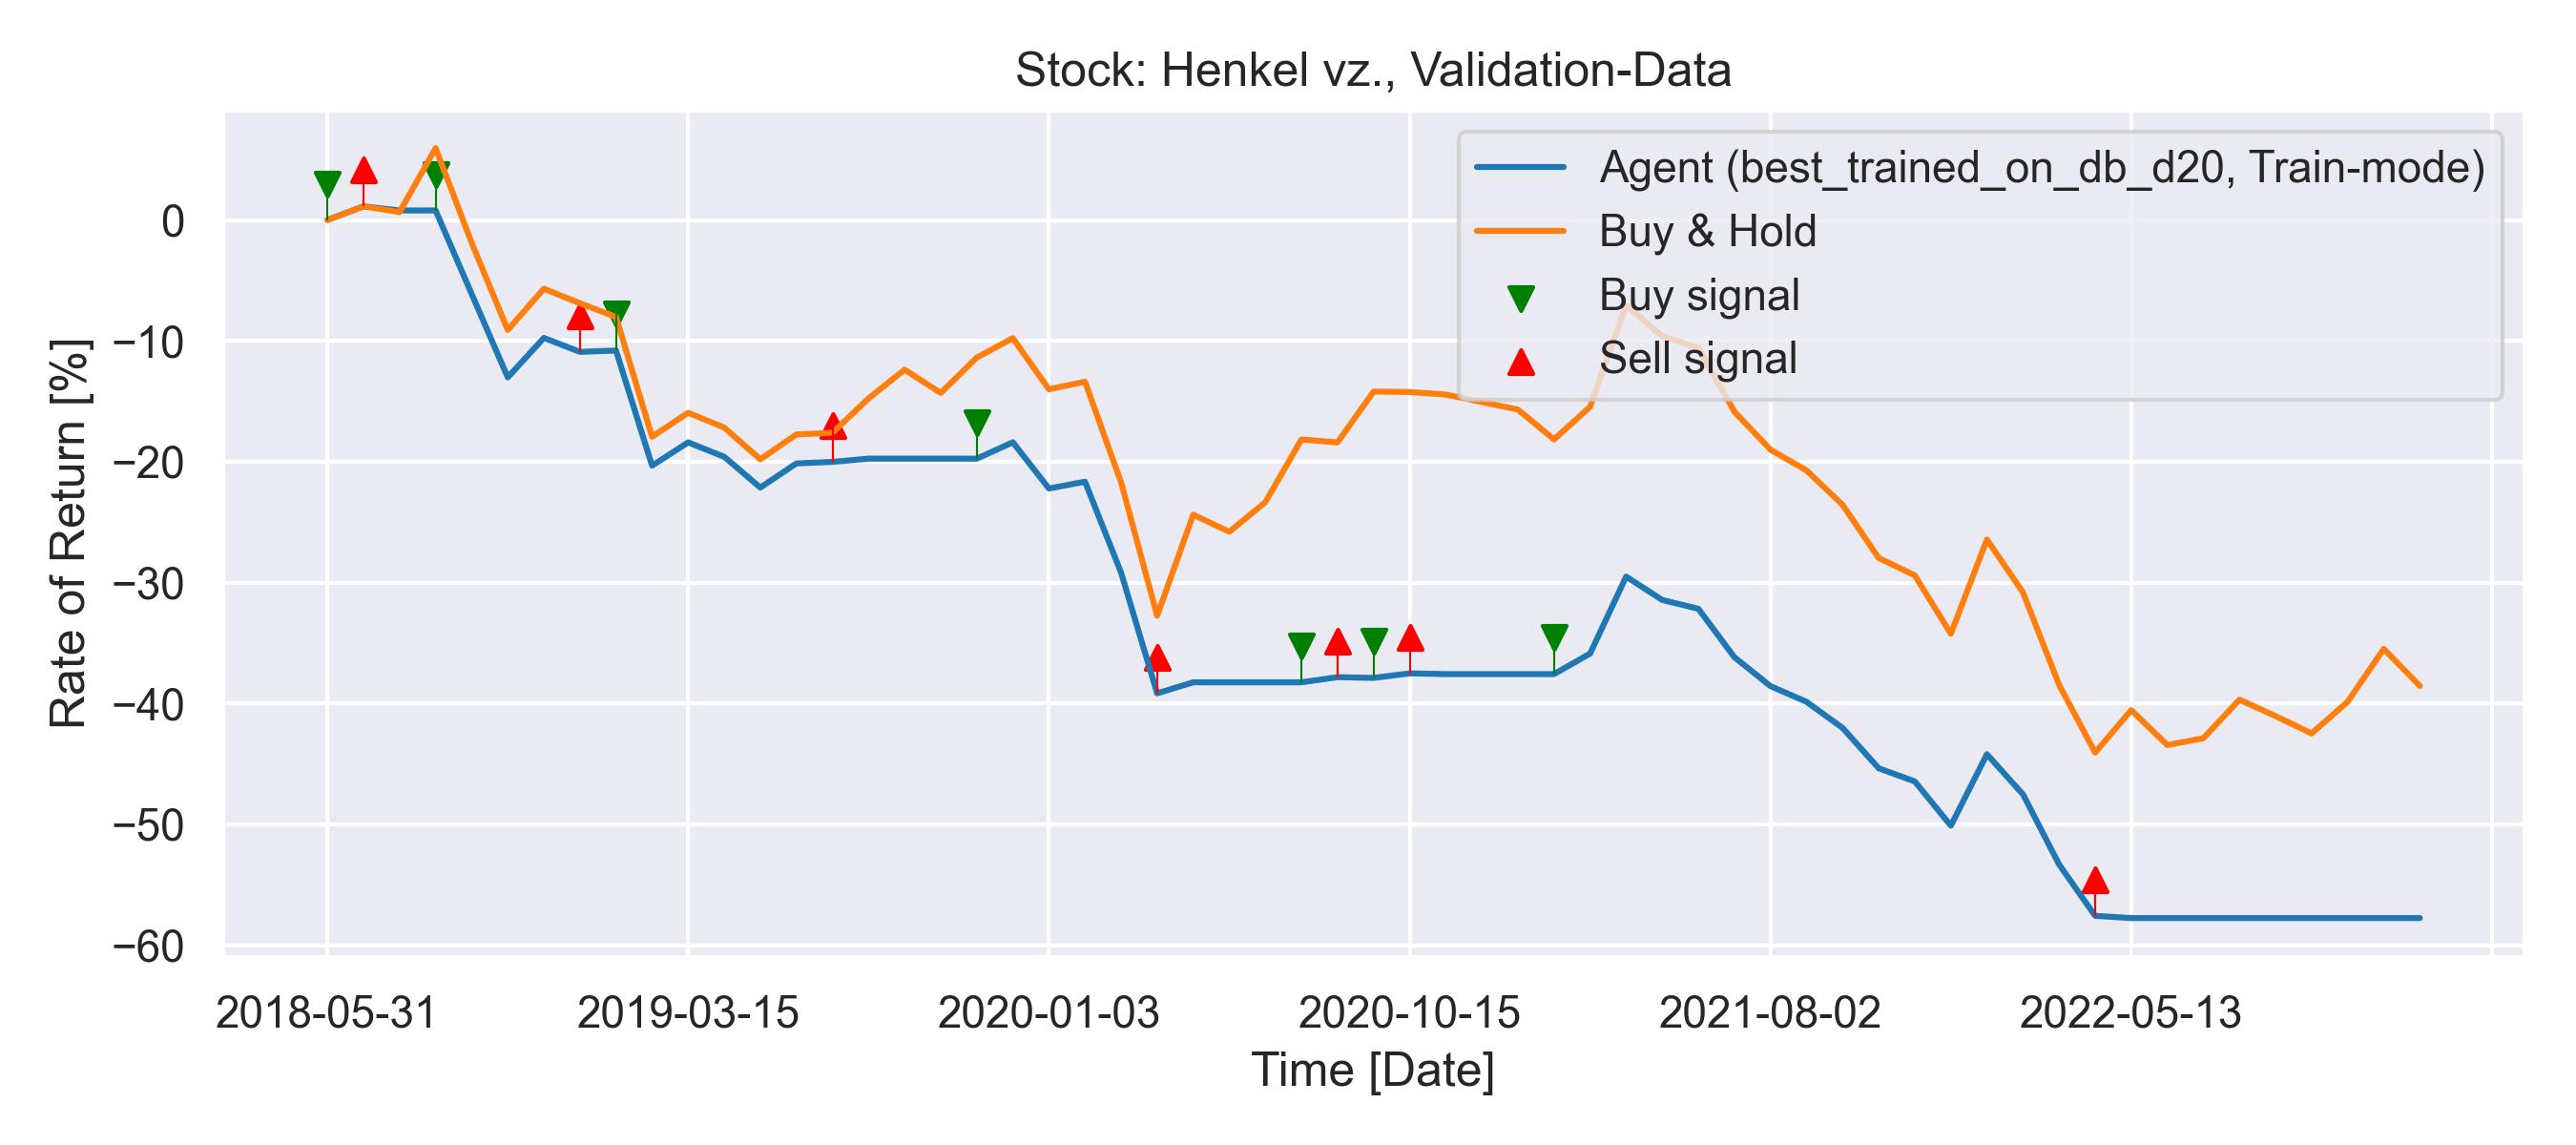 Stock: Henkel vz., Validation-Data
Agent (best_trained_on_db_d20, Train-mode)
Buy & Hold
Buy signal
Sell signal
Rate of Return [%]
0
−10
−20
−30
−40
−50
−60
2018-05-31
2019-03-15
2020-01-03
2020-10-15
2021-08-02
2022-05-13
Time [Date]